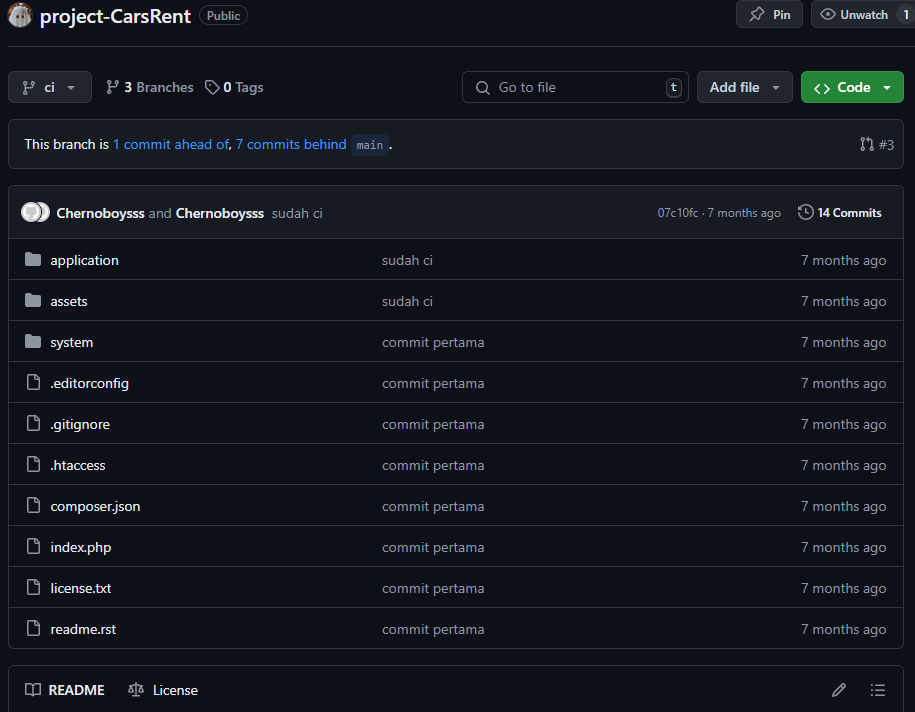 project-CarsRent Public Pin Unwatch 1
ci 3 Branches 0 Tags Go to file t Add file Code
This branch is 1 commit ahead of, 7 commits behind main . #3
Chernoboysss and Chernoboysss sudah ci 07c10fc · 7 months ago 14 Commits
application sudah ci 7 months ago
assets sudah ci 7 months ago
system commit pertama 7 months ago
.editorconfig commit pertama 7 months ago
.gitignore commit pertama 7 months ago
.htaccess commit pertama 7 months ago
composer.json commit pertama 7 months ago
index.php commit pertama 7 months ago
license.txt commit pertama 7 months ago
readme.rst commit pertama 7 months ago
README License